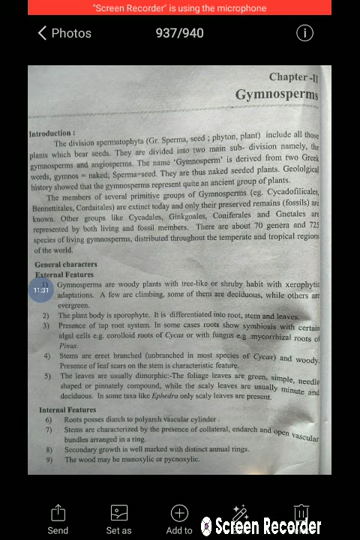 "Screen Recorder" is using the microphone
Photos
937/940
Chapter -II
Gymnosperms
Introduction :
The division spermatophyta (Gr. Sperma, seed ; phyton, plant) include all those
plants which bear seeds. They are divided into two main sub- division namely, the
gymnosperms and angiosperms. The name 'Gymnosperm' is derived from two Greek
words, gymnos = naked; Sperma=seed. They are thus naked seeded plants. Geololgical
history showed that the gymnosperms represent quite an ancient group of plants.
The members of several primitive groups of Gymnosperms (eg. Cycadofilicales,
Bennettitales, Cordaitales) are extinct today and only their preserved remains (fossils) are
known. Other groups like Cycadales, Ginkgoales, Coniferales and Gnetales are
represented by both living and fossil members. There are about 70 genera and 725
species of living gymnosperms, distributed throughout the temperate and tropical regions
of the world.
General characters
External Features
1) Gymnosperms are woody plants with tree-like or shruby habit with xerophytic
11:31
adaptations. A few are climbing, some of them are deciduous, while others are
evergreen.
2) The plant body is sporophyte. It is differentiated into root, stem and leaves.
3) Presence of tap root system. In some cases roots show symbiosis with certain
algal cells e.g. corolloid roots of Cycas or with fungus e.g .mycorrhizal roots of
Pinus.
4) Stems are erect branched (unbranched in most species of Cycas) and woody.
Presence of leaf scars on the stem is characteristic feature.
5) The leaves are usually dimorphic:-The foliage leaves are green, simple, needle
shaped or pinnately compound, while the scaly leaves are usually minute and
deciduous. In some taxa like Ephedra only scaly leaves are present.
Internal Features
6) Roots posses diarch to polyarch vascular cylinder .
7) Stems are characterized by the presence of collateral, endarch and open vascular
bundles arranged in a ring.
8) Secondary growth is well marked with distinct annual rings.
9) The wood may be monoxylic or pycnoxylic.
Send
Set as
Add to
Screen Recorder